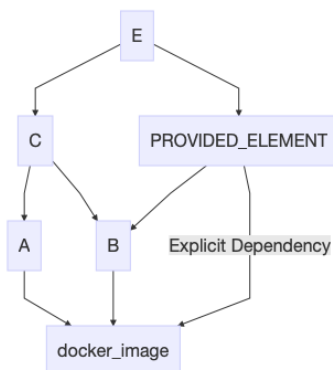 E
C
PROVIDED_ELEMENT
A
B
Explicit Dependency
docker_image